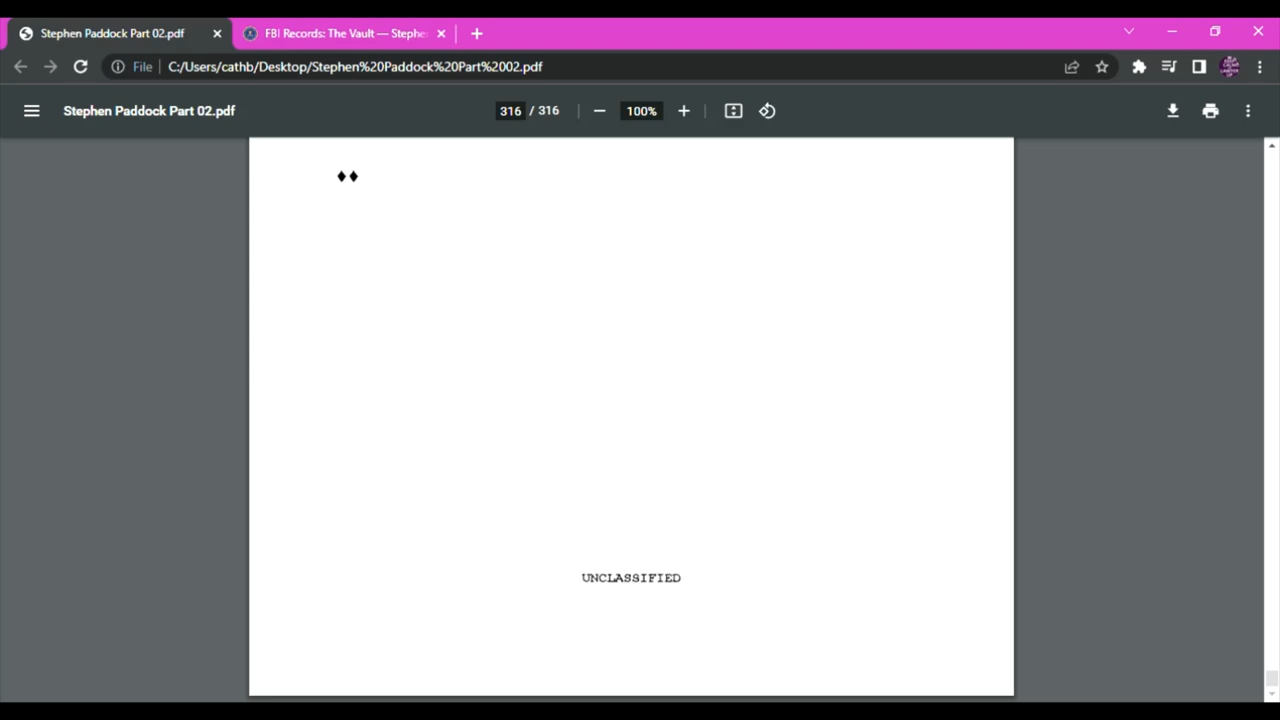 Stephen Paddock Part 02.pdf
FBI Records: The Vault — Stephe
File
C:/Users/cathb/Desktop/Stephen%20Paddock%20Part%2002.pdf
Stephen Paddock Part 02.pdf
316 / 316
100%
♦♦
UNCLASSIFIED